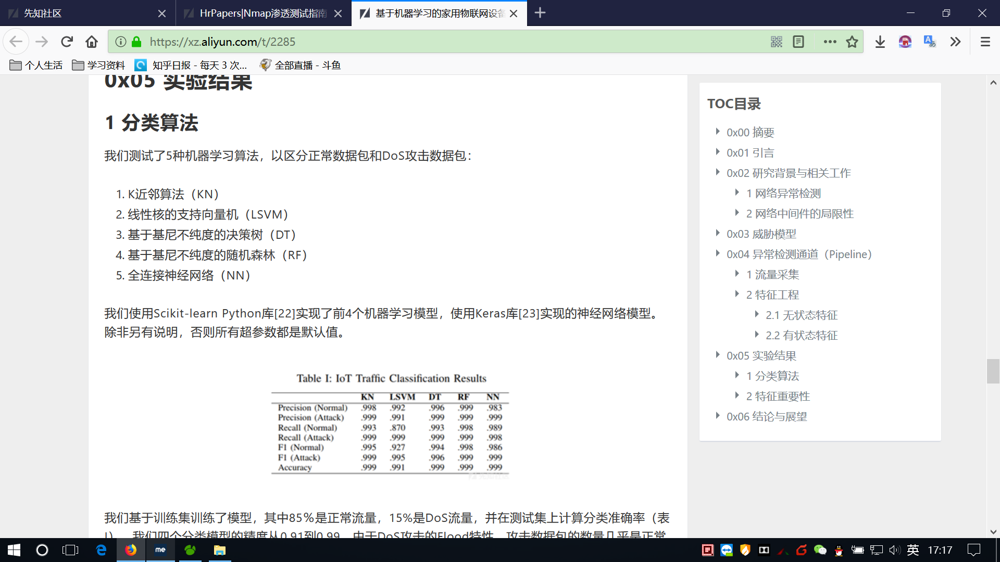 先知社区
HrPapers|Nmap渗透测试指南
基于机器学习的家用物联网设备
https://xz.aliyun.com/t/2285
个人生活
学习资料
知乎日报 - 每天 3 次...
全部直播 - 斗鱼
0x05 实验结果
1 分类算法
我们测试了5种机器学习算法，以区分正常数据包和DoS攻击数据包：
1. K近邻算法（KN）
2. 线性核的支持向量机（LSVM）
3. 基于基尼不纯度的决策树（DT）
4. 基于基尼不纯度的随机森林（RF）
5. 全连接神经网络（NN）
我们使用Scikit-learn Python库[22]实现了前4个机器学习模型，使用Keras库[23]实现的神经网络模型。
除非另有说明，否则所有超参数都是默认值。
Table I: IoT Traffic Classification Results
KN LSVM DT RF NN
Precision (Normal) .998 .992 .996 .999 .983
Precision (Attack) .999 .991 .999 .999 .999
Recall (Normal) .993 .870 .993 .998 .989
Recall (Attack) .999 .999 .999 .999 .998
F1 (Normal) .995 .927 .994 .998 .986
F1 (Attack) .999 .995 .996 .999 .999
Accuracy .999 .991 .999 .999 .999
我们基于训练集训练了模型，其中85%是正常流量，15%是DoS流量，并在测试集上计算分类准确率（表
I）。我们四个分类模型的精度从0.91到0.99。由于DoS攻击的Flood特性，攻击数据包的数量几乎是正常
TOC目录
0x00 摘要
0x01 引言
0x02 研究背景与相关工作
1 网络异常检测
2 网络中间件的局限性
0x03 威胁模型
0x04 异常检测通道（Pipeline）
1 流量采集
2 特征工程
2.1 无状态特征
2.2 有状态特征
0x05 实验结果
1 分类算法
2 特征重要性
0x06 结论与展望
me
英
17:17